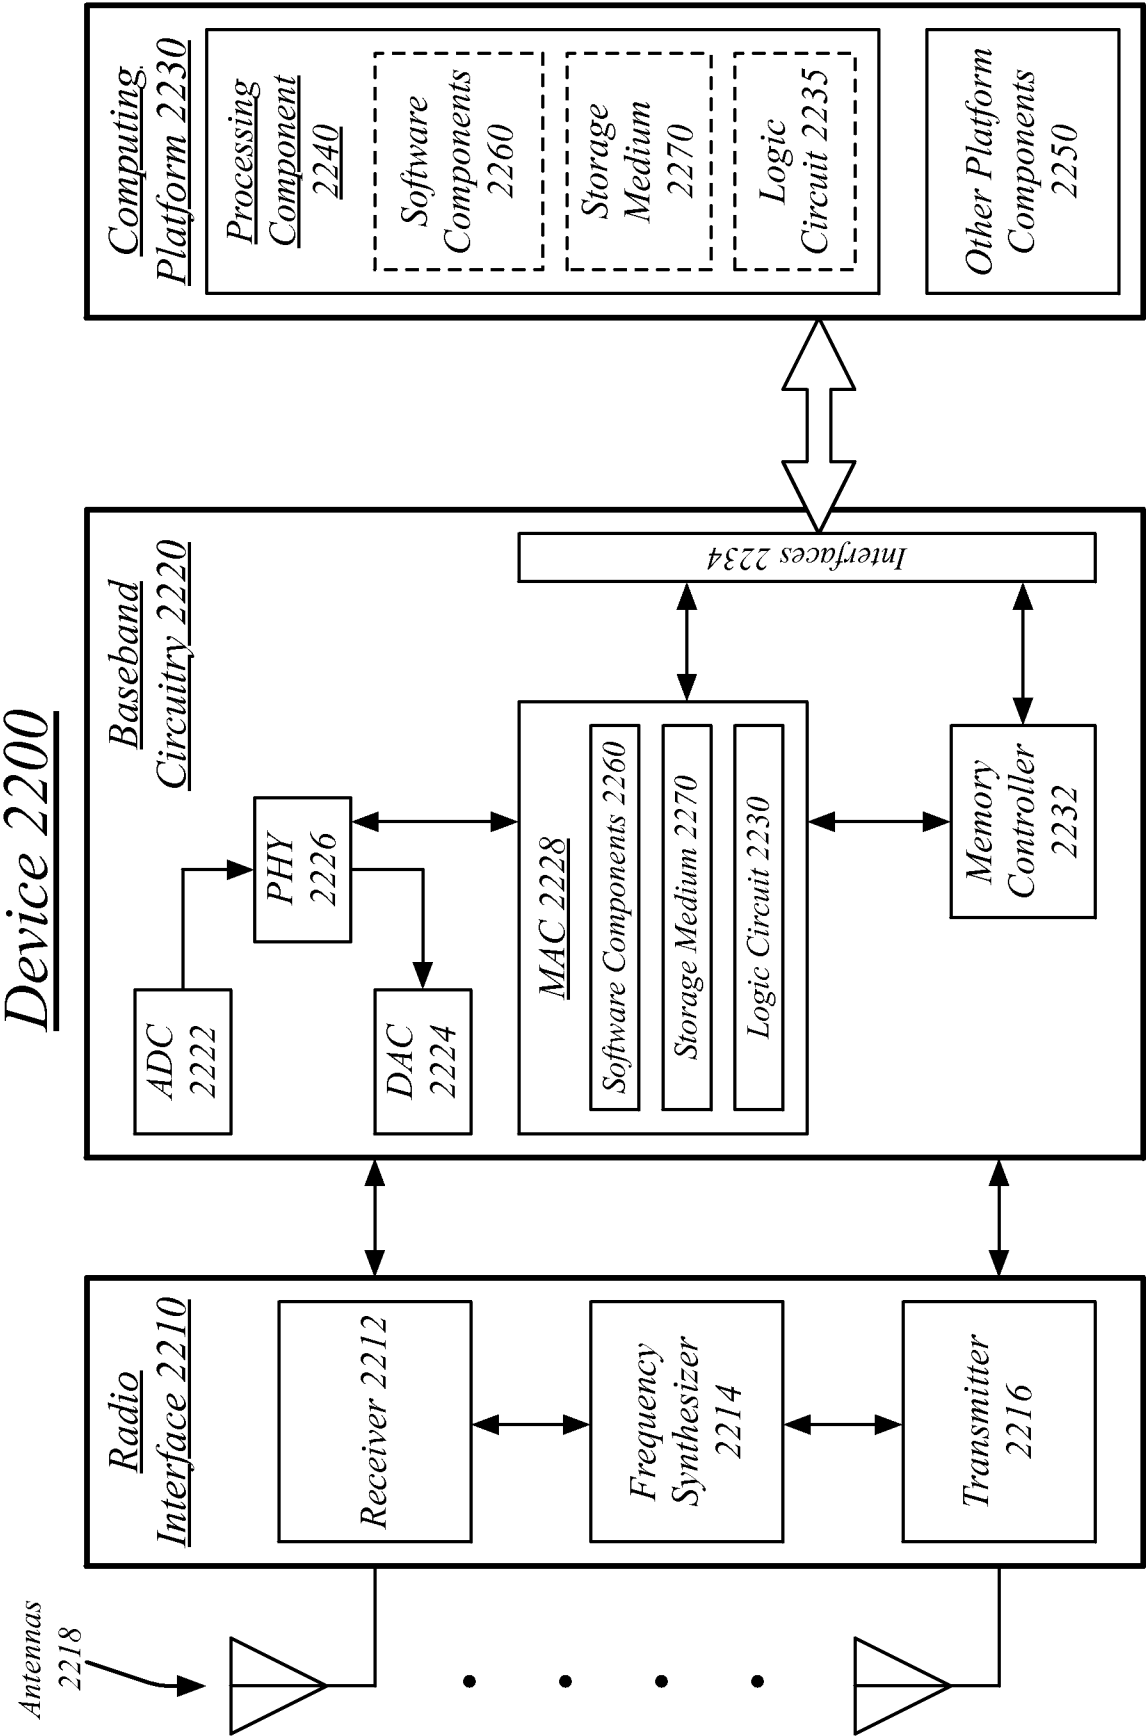 Device 2200
Antennas
2218
Radio
Interface 2210
Receiver 2212
Frequency
Synthesizer
2214
Transmitter
2216
Baseband
Circuitry 2220
ADC
2222
PHY
2226
DAC
2224
MAC 2228
Software Components 2260
Storage Medium 2270
Logic Circuit 2230
Memory
Controller
2232
Interfaces 2234
Computing
Platform 2230
Processing
Component
2240
Software
Components
2260
Storage
Medium
2270
Logic
Circuit 2235
Other Platform
Components
2250